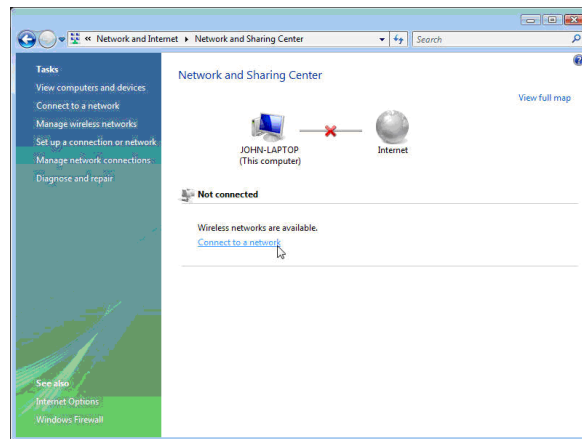 « Network and Internet ▸ Network and Sharing Center
Search
Tasks
View computers and devices
Connect to a network
Manage wireless networks
Set up a connection or network
Manage network connections
Diagnose and repair
See also
Internet Options
Windows Firewall
Network and Sharing Center
View full map
JOHN-LAPTOP
(This computer)
Internet
Not connected
Wireless networks are available.
Connect to a network